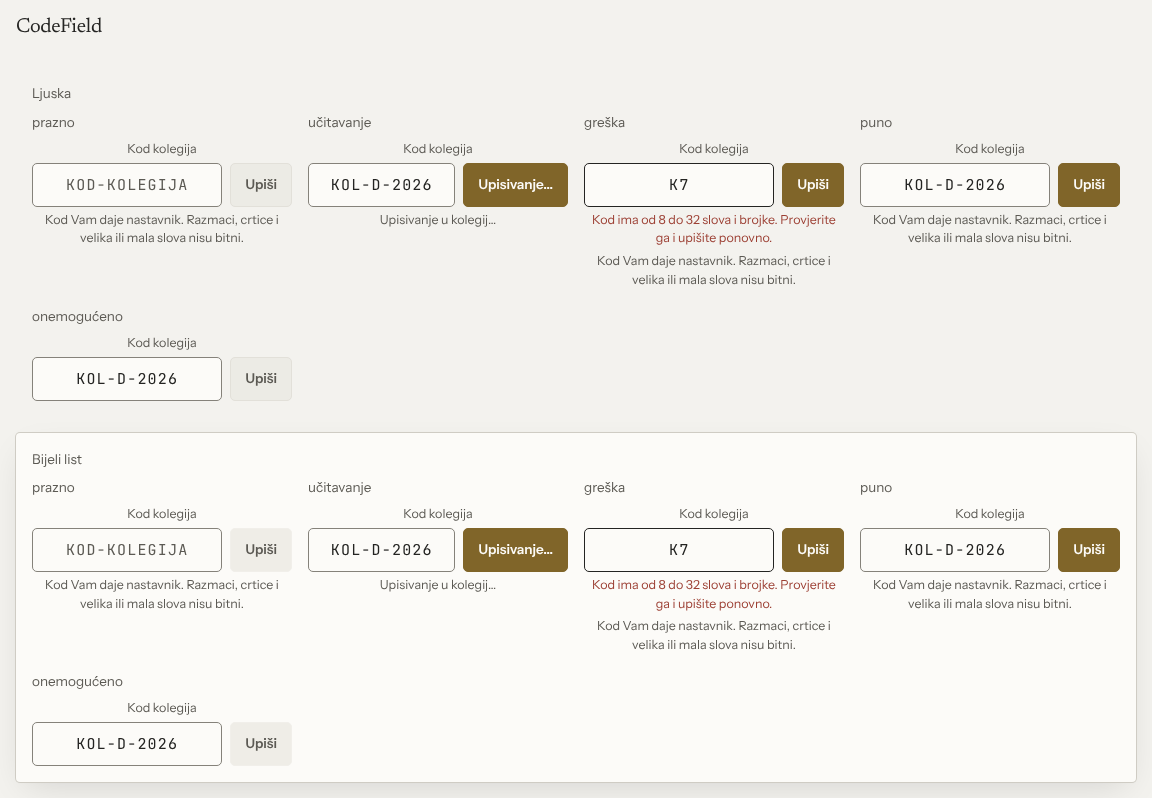 CodeField
Ljuska
prazno
učitavanje
greška
puno
Kod kolegija
Kod kolegija
Kod kolegija
Kod kolegija
KOD-KOLEGIJA
Upiši
KOL-D-2026
Upisivanje...
K7
Upiši
KOL-D-2026
Upiši
Kod Vam daje nastavnik. Razmaci, crtice i
velika ili mala slova nisu bitni.
Upisivanje u kolegij...
Kod ima od 8 do 32 slova i brojke. Provjerite
ga i upišite ponovno.
Kod Vam daje nastavnik. Razmaci, crtice i
velika ili mala slova nisu bitni.
Kod Vam daje nastavnik. Razmaci, crtice i
velika ili mala slova nisu bitni.
onemogućeno
Kod kolegija
KOL-D-2026
Upiši
Bijeli list
prazno
učitavanje
greška
puno
Kod kolegija
Kod kolegija
Kod kolegija
Kod kolegija
KOD-KOLEGIJA
Upiši
KOL-D-2026
Upisivanje...
K7
Upiši
KOL-D-2026
Upiši
Kod Vam daje nastavnik. Razmaci, crtice i
velika ili mala slova nisu bitni.
Upisivanje u kolegij...
Kod ima od 8 do 32 slova i brojke. Provjerite
ga i upišite ponovno.
Kod Vam daje nastavnik. Razmaci, crtice i
velika ili mala slova nisu bitni.
Kod Vam daje nastavnik. Razmaci, crtice i
velika ili mala slova nisu bitni.
onemogućeno
Kod kolegija
KOL-D-2026
Upiši